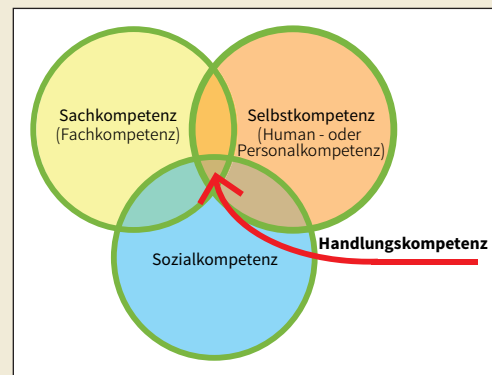 Sachkompetenz
(Fachkompetenz)
Selbstkompetenz
(Human - oder
Personalkompetenz)
Handlungskompetenz
Sozialkompetenz